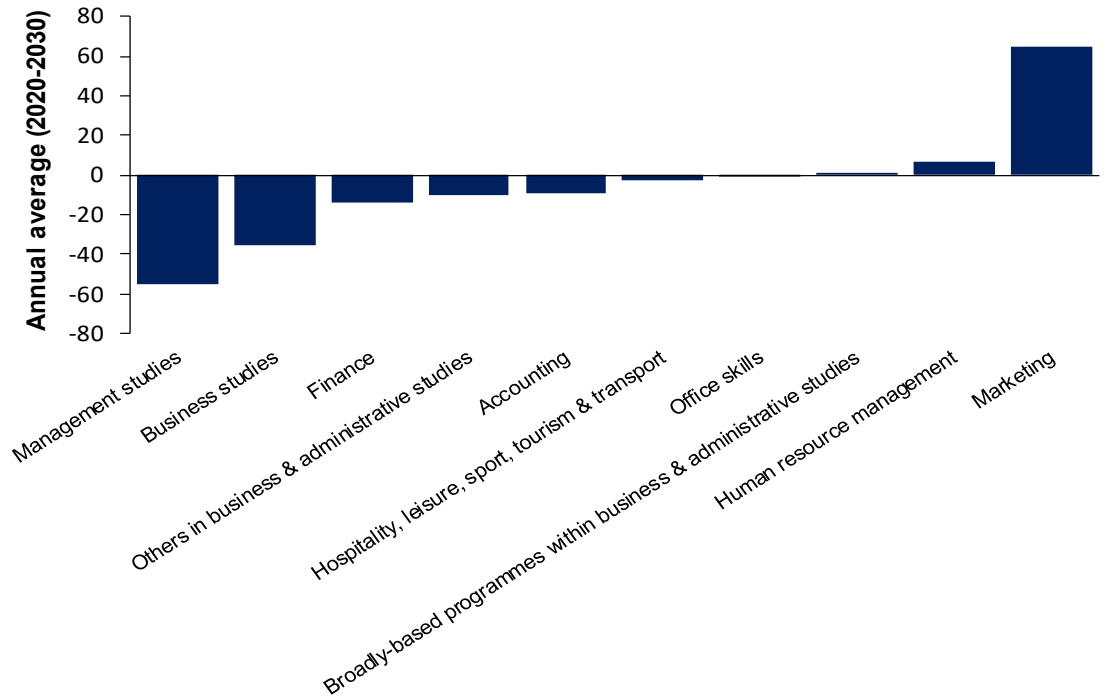 Annual average (2020-2030)
80
60
40
20
0
-20
-40
-60
-80
Management studies
Business studies
Finance
Others in business & administrative studies
Accounting
Hospitality, leisure, sport, tourism & transport
Office skills
Broadly-based programmes within business & administrative studies
Human resource management
Marketing